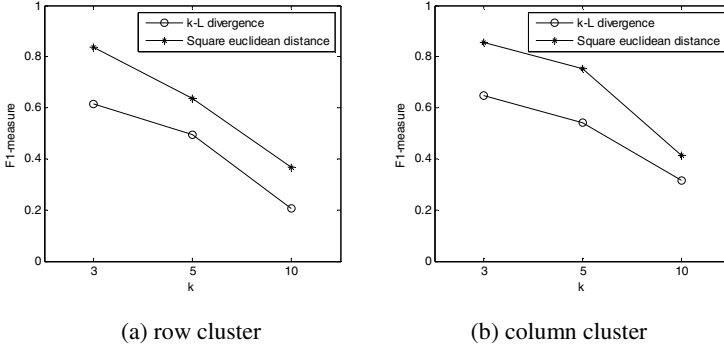 1
0.8
0.6
0.4
0.2
0
F1-measure
3
5
10
k
k-L divergence
Square euclidean distance
(a) row cluster
1
0.8
0.6
0.4
0.2
0
F1-measure
3
5
10
k
k-L divergence
Square euclidean distance
(b) column cluster